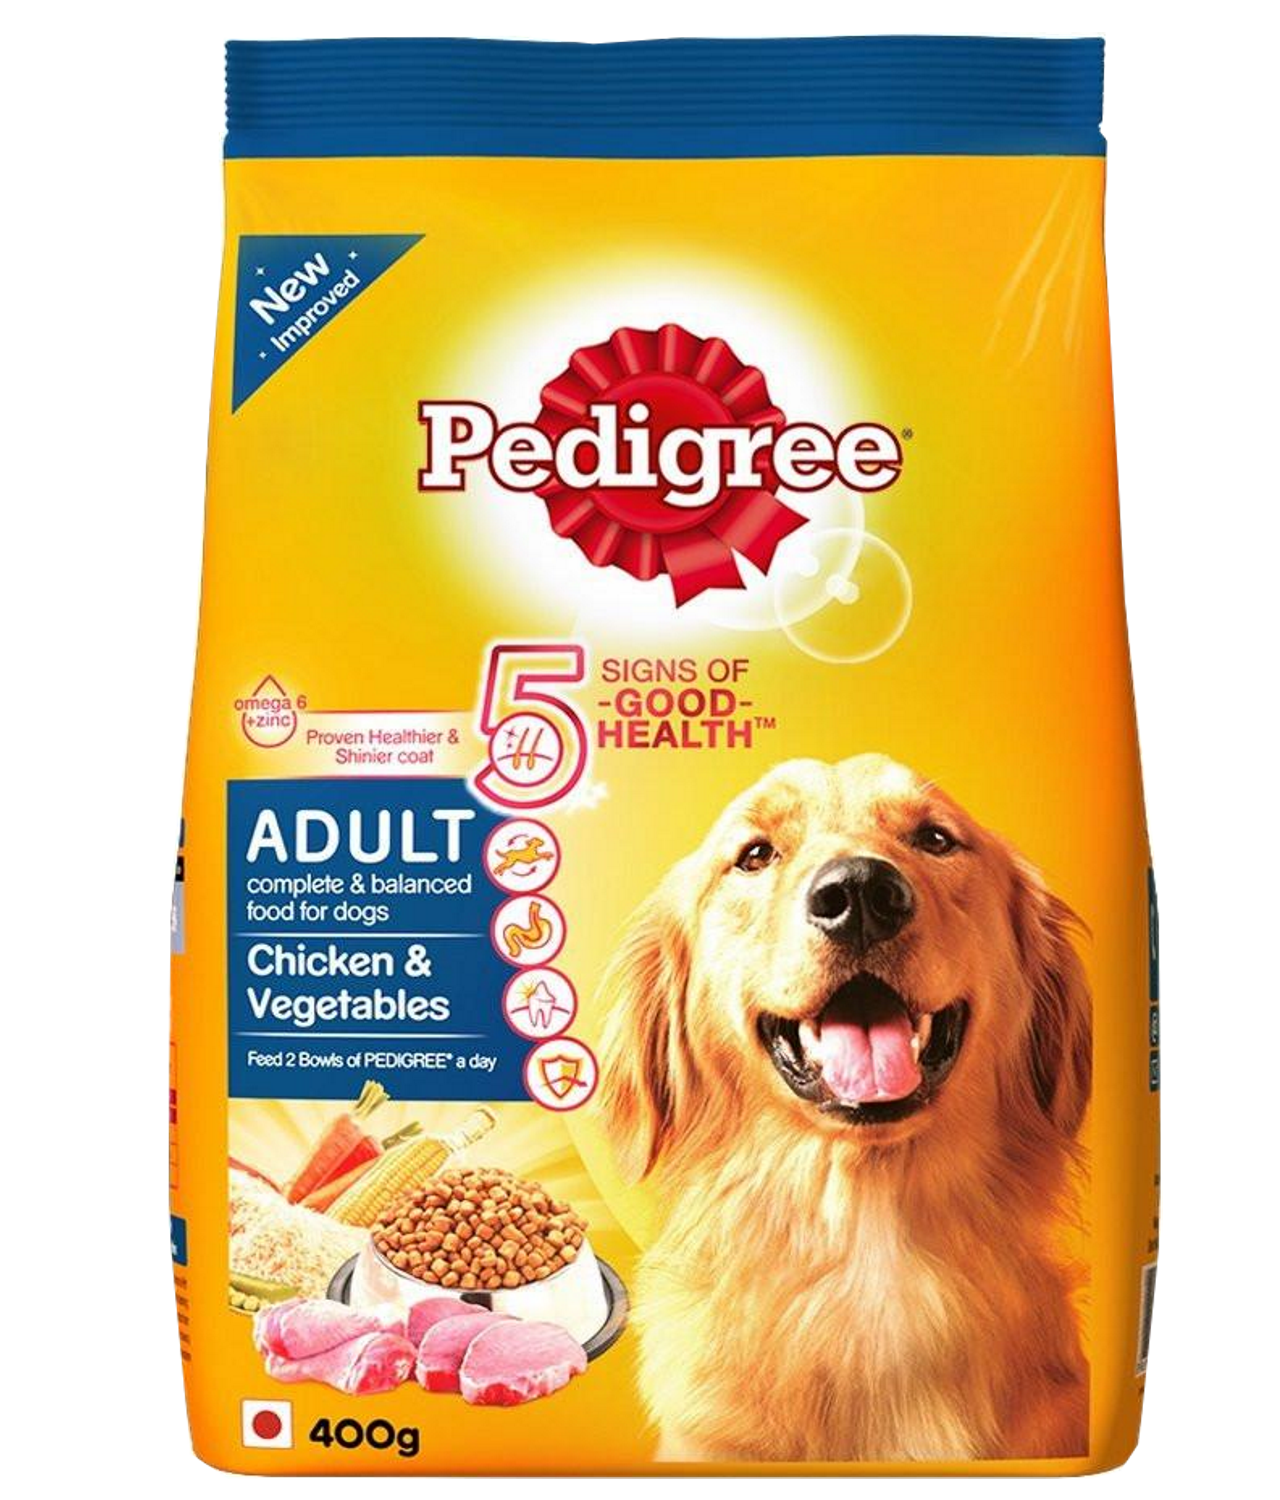 New
Improved
Pedigree®
5 SIGNS OF
-GOOD-
HEALTH™
omega 6
(+zinc)
Proven Healthier &
Shinier coat
ADULT
complete & balanced
food for dogs
Chicken &
Vegetables
Feed 2 Bowls of PEDIGREE® a day
400g